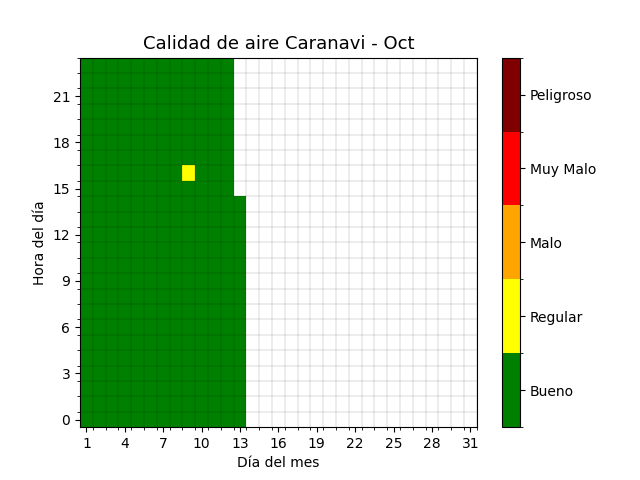 Calidad de aire Caranavi - Oct
Peligroso
Muy Malo
Malo
Regular
Bueno
Hora del día
21
18
15
12
9
6
3
0
1 4 7 10 13 16 19 22 25 28 31
Día del mes